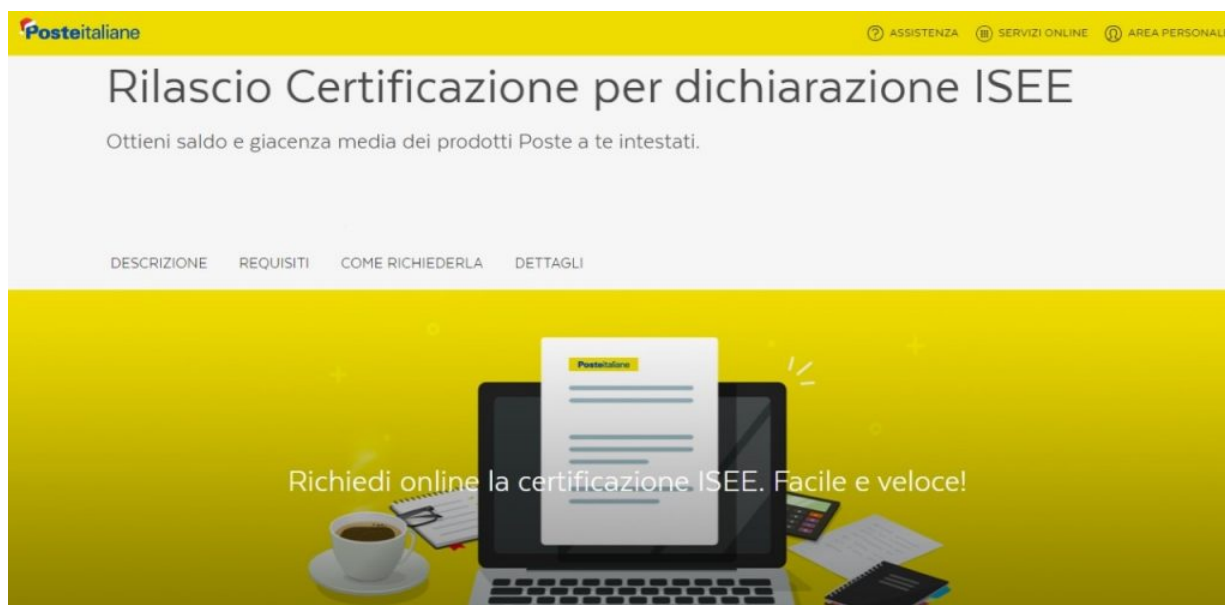 Posteitaliane
ASSISTENZA SERVIZI ONLINE AREA PERSONAL
Rilascio Certificazione per dichiarazione ISEE
Ottieni saldo e giacenza media dei prodotti Poste a te intestati.
DESCRIZIONE REQUISITI COME RICHIEDERLA DETTAGLI
Posteitaliane
Richiedi online la certificazione ISEE. Facile e veloce!